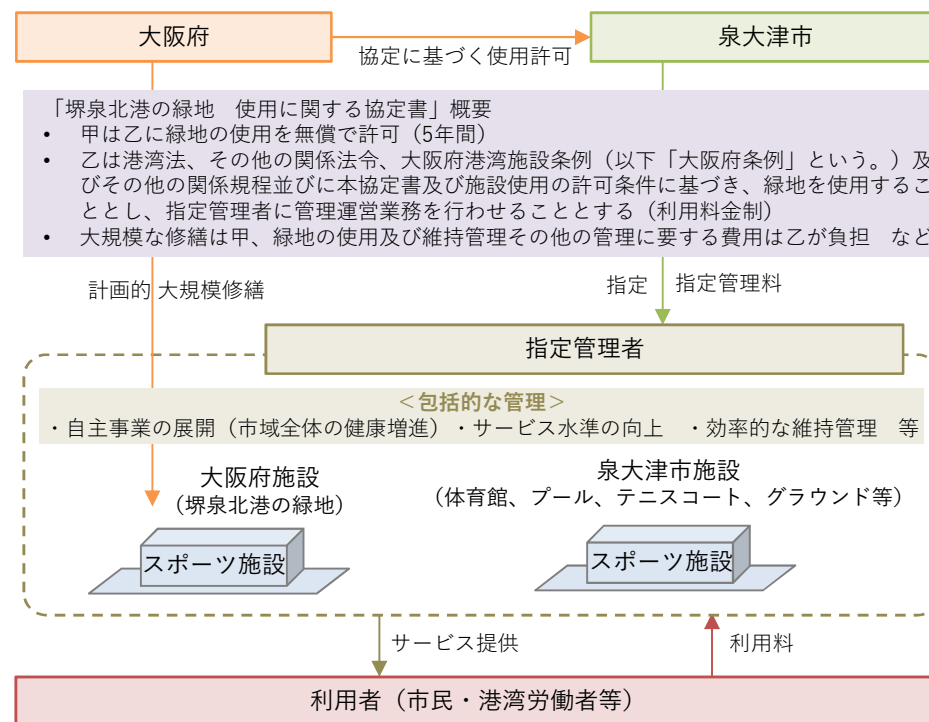 大阪府
泉大津市
協定に基づく使用許可
「堺泉北港の緑地　使用に関する協定書」概要
• 甲は乙に緑地の使用を無償で許可（5年間）
• 乙は港湾法、その他の関係法令、大阪府港湾施設条例（以下「大阪府条例」という。）及
びその他の関係規程並びに本協定書及び施設使用の許可条件に基づき、緑地を使用するこ
ととし、指定管理者に管理運営業務を行わせることとする（利用料金制）
• 大規模な修繕は甲、緑地の使用及び維持管理その他の管理に要する費用は乙が負担　など
計画的 大規模修繕
指定　指定管理料
指定管理者
＜包括的な管理＞
・自主事業の展開（市域全体の健康増進）・サービス水準の向上　・効率的な維持管理　等
大阪府施設
（堺泉北港の緑地）
泉大津市施設
（体育館、プール、テニスコート、グラウンド等）
スポーツ施設
スポーツ施設
サービス提供
利用料
利用者（市民・港湾労働者等）